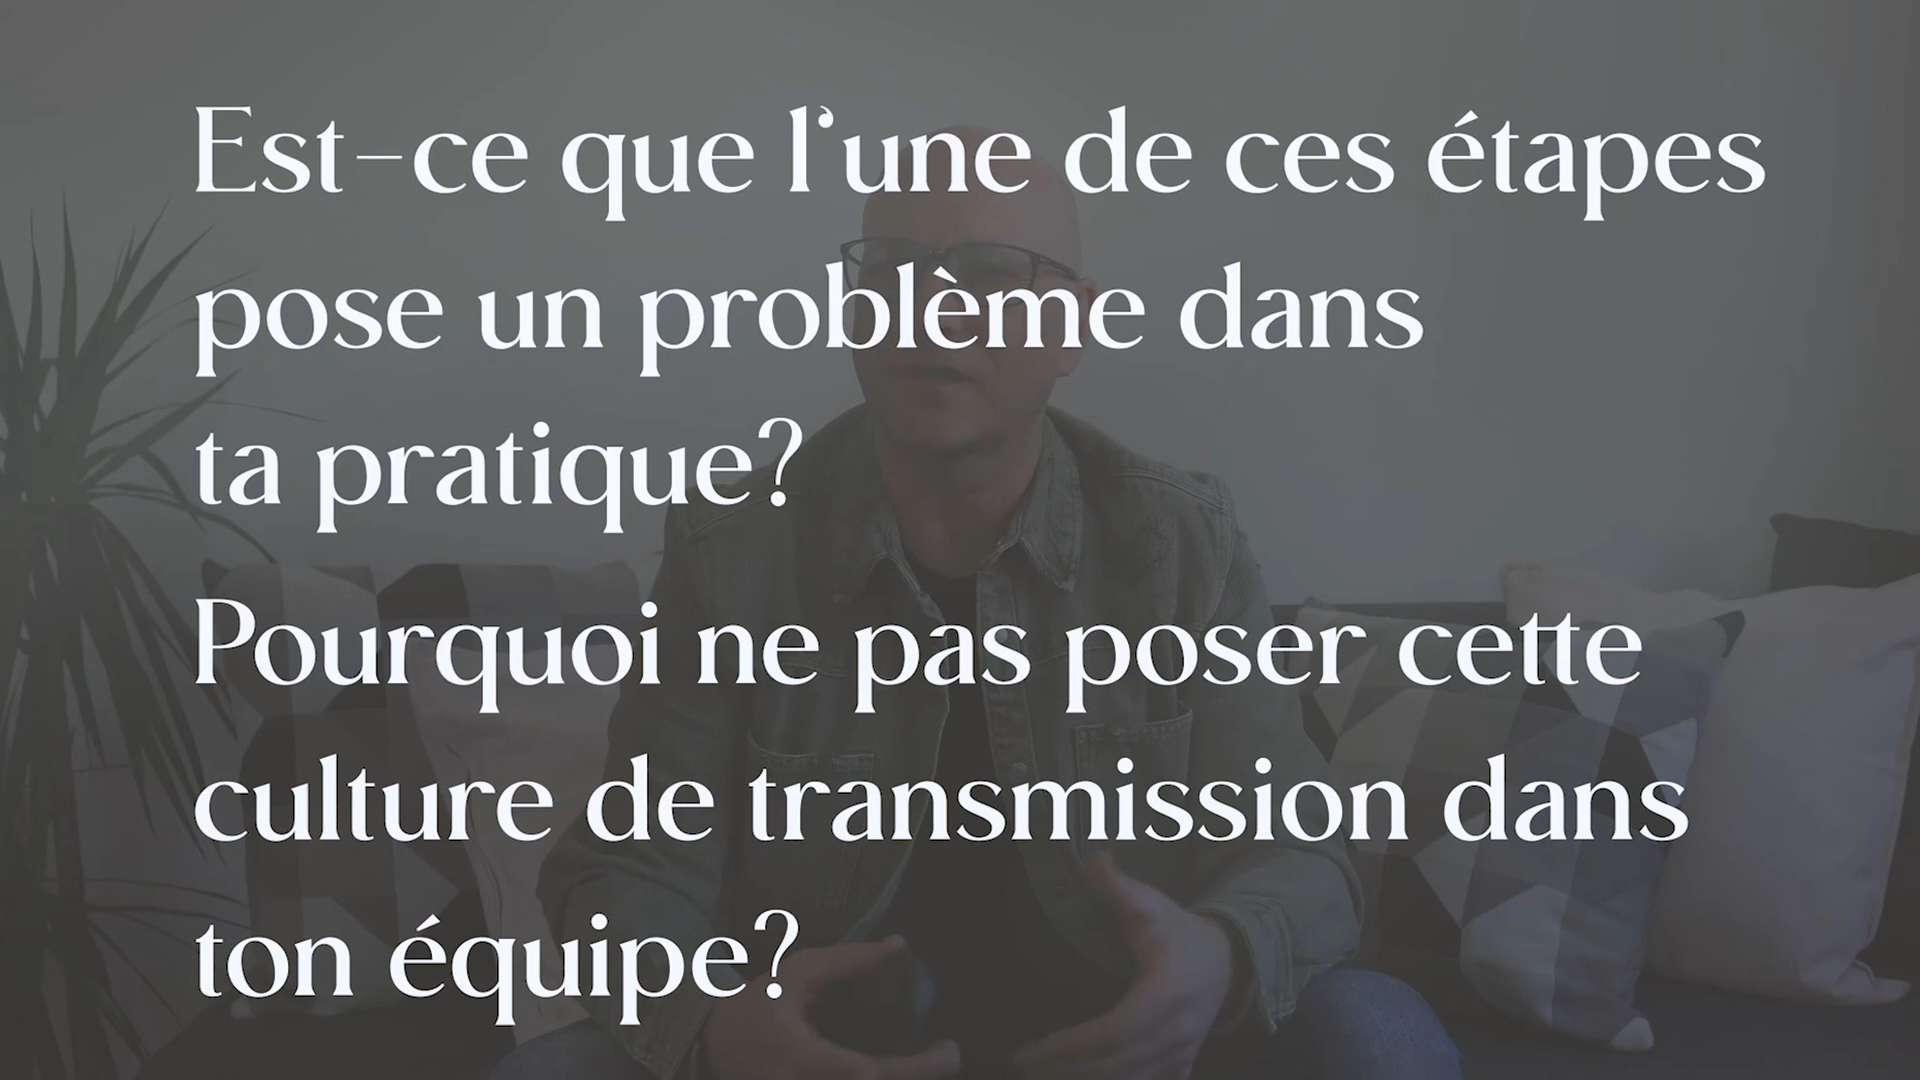 Est-ce que l'une de ces étapes
pose un problème dans
ta pratique?
Pourquoi ne pas poser cette
culture de transmission dans
ton équipe?